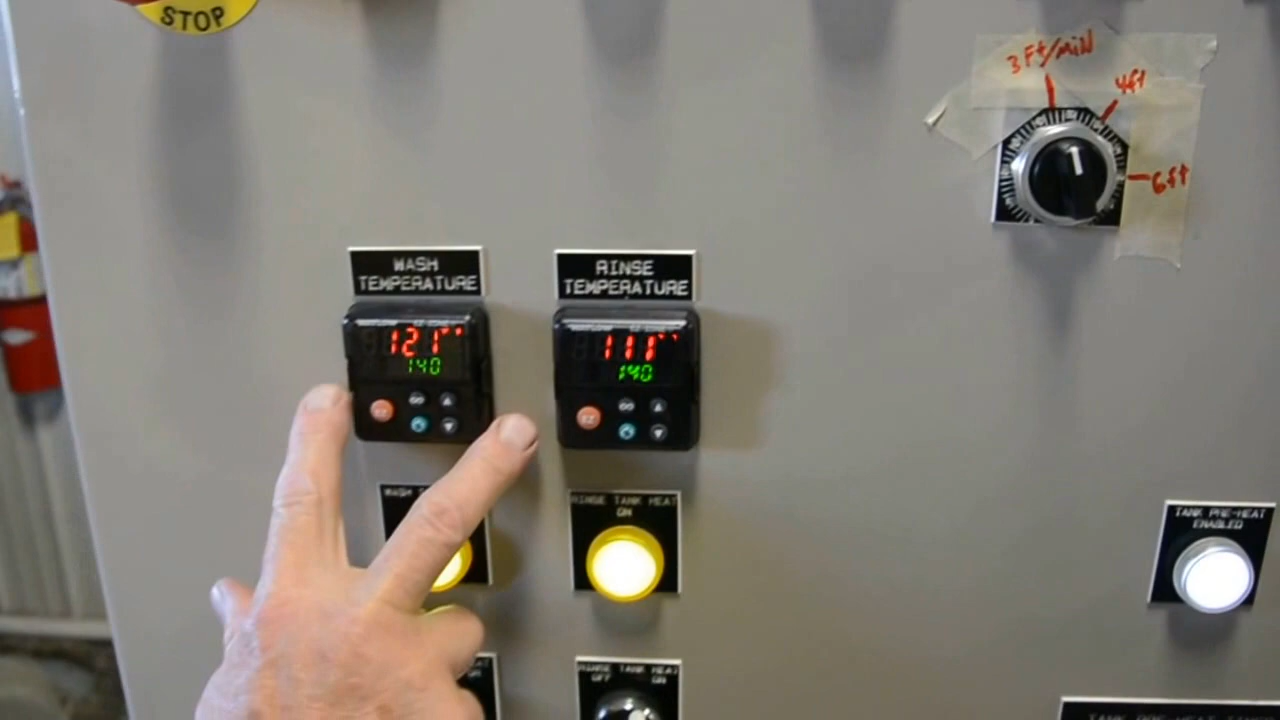 STOP
3 Ft/MiN
4ft
6ft
WASH
TEMPERATURE
RINSE
TEMPERATURE
121
140
111
140
WASH
RINSE TANK HEAT
ON
TANK PRE-HEAT
ENABLED
RINSE TANK HEAT
OFF ON